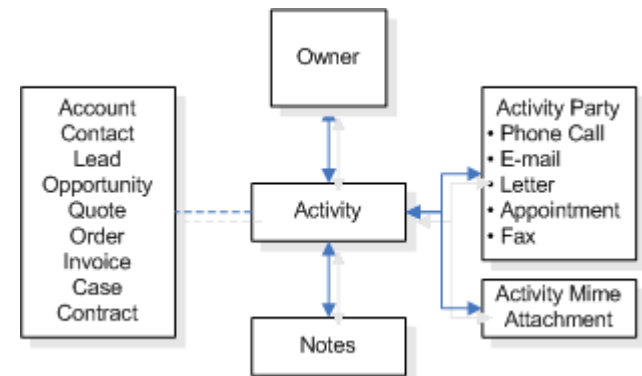 Owner
Account
Contact
Lead
Opportunity
Quote
Order
Invoice
Case
Contract
Activity
Activity Party
• Phone Call
• E-mail
• Letter
• Appointment
• Fax
Activity Mime
Attachment
Notes